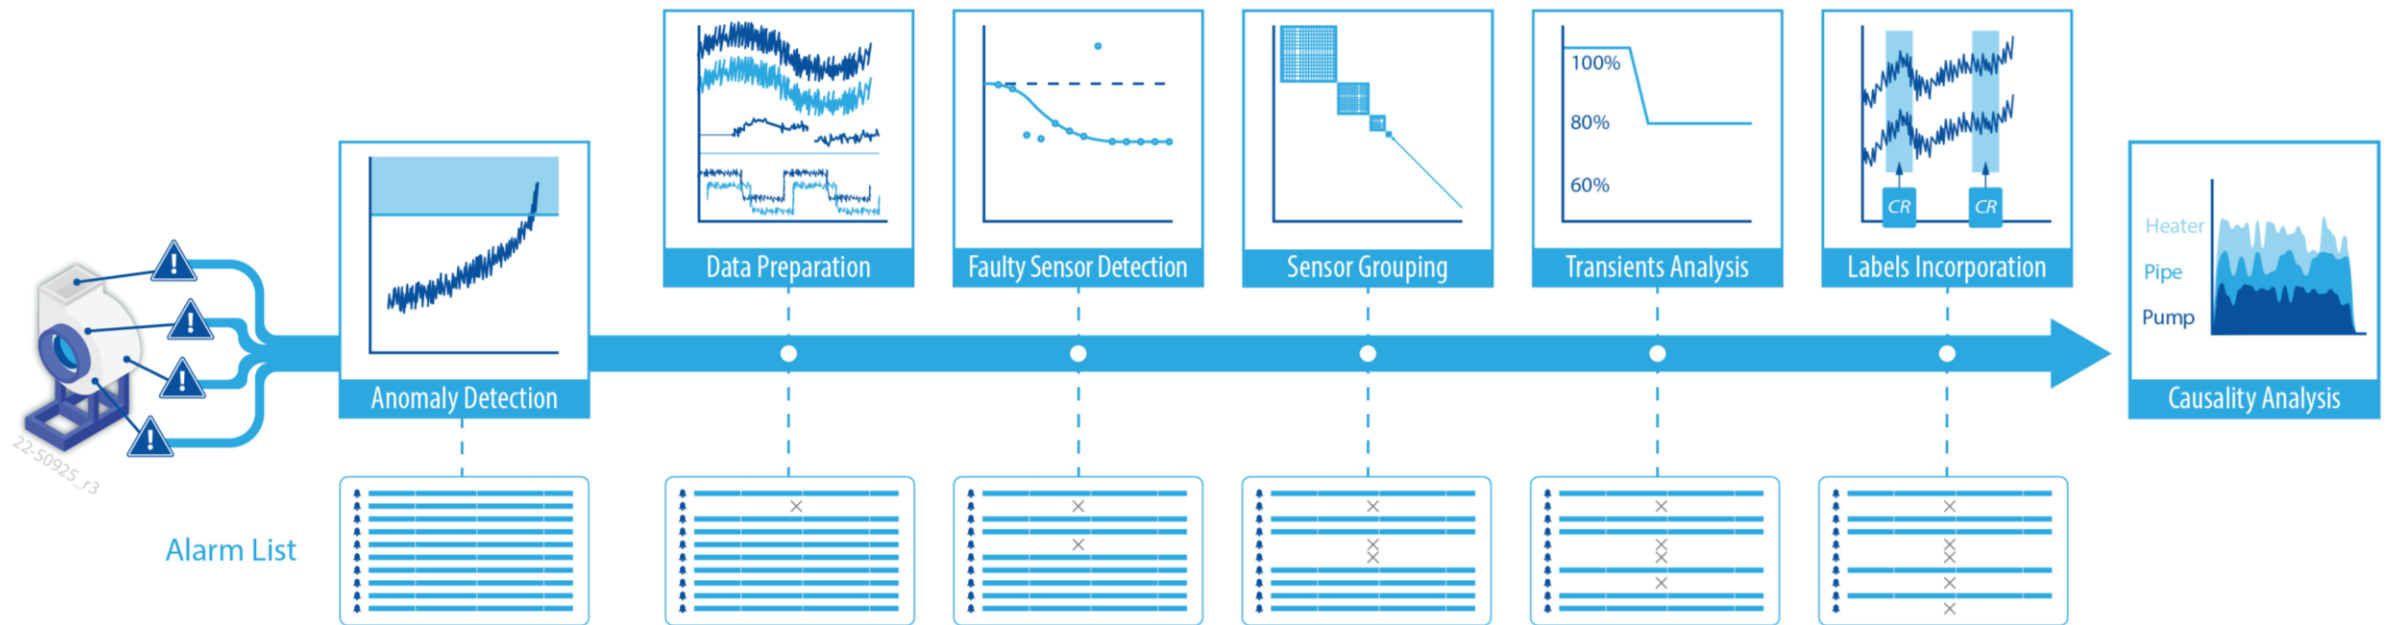 Data Preparation
Faulty Sensor Detection
Sensor Grouping
100%
80%
60%
Transients Analysis
CR
CR
Labels Incorporation
Anomaly Detection
Heater
Pipe
Pump
Causality Analysis
22-50925_r3
Alarm List